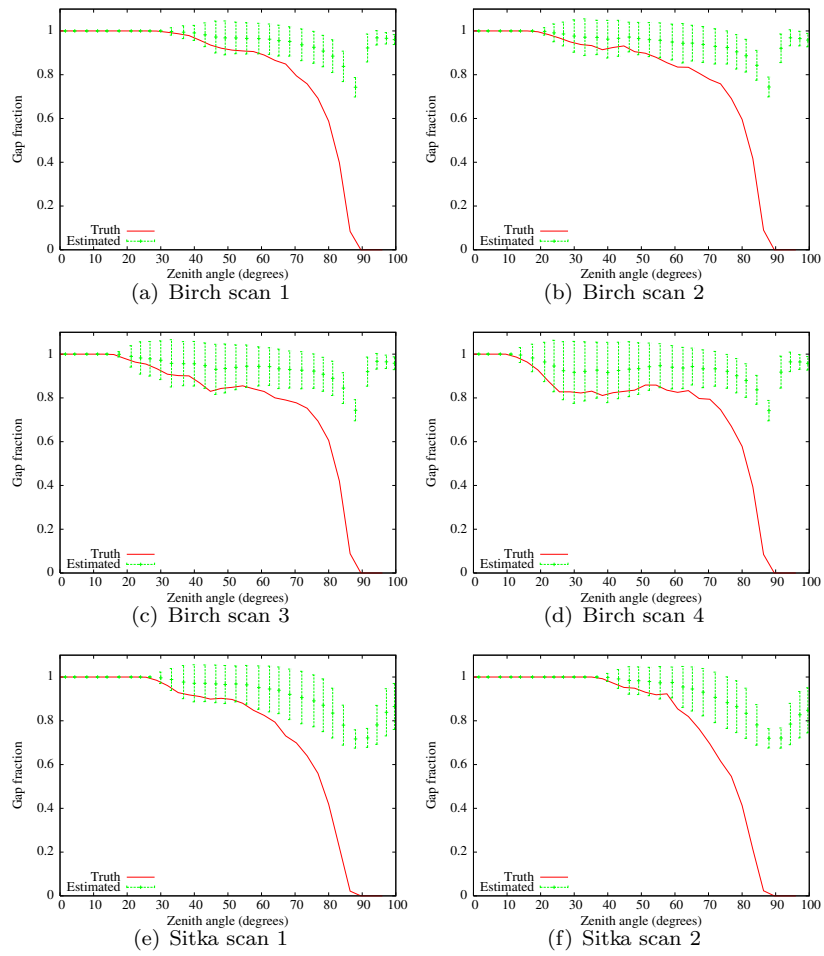 1
0.8
0.6
0.4
0.2
0
Gap fraction
Truth
Estimated
0 10 20 30 40 50 60 70 80 90 100
Zenith angle (degrees)
(a) Birch scan 1
1
0.8
0.6
0.4
0.2
0
Gap fraction
Truth
Estimated
0 10 20 30 40 50 60 70 80 90 100
Zenith angle (degrees)
(b) Birch scan 2
1
0.8
0.6
0.4
0.2
0
Gap fraction
Truth
Estimated
0 10 20 30 40 50 60 70 80 90 100
Zenith angle (degrees)
(c) Birch scan 3
1
0.8
0.6
0.4
0.2
0
Gap fraction
Truth
Estimated
0 10 20 30 40 50 60 70 80 90 100
Zenith angle (degrees)
(d) Birch scan 4
1
0.8
0.6
0.4
0.2
0
Gap fraction
Truth
Estimated
0 10 20 30 40 50 60 70 80 90 100
Zenith angle (degrees)
(e) Sitka scan 1
1
0.8
0.6
0.4
0.2
0
Gap fraction
Truth
Estimated
0 10 20 30 40 50 60 70 80 90 100
Zenith angle (degrees)
(f) Sitka scan 2